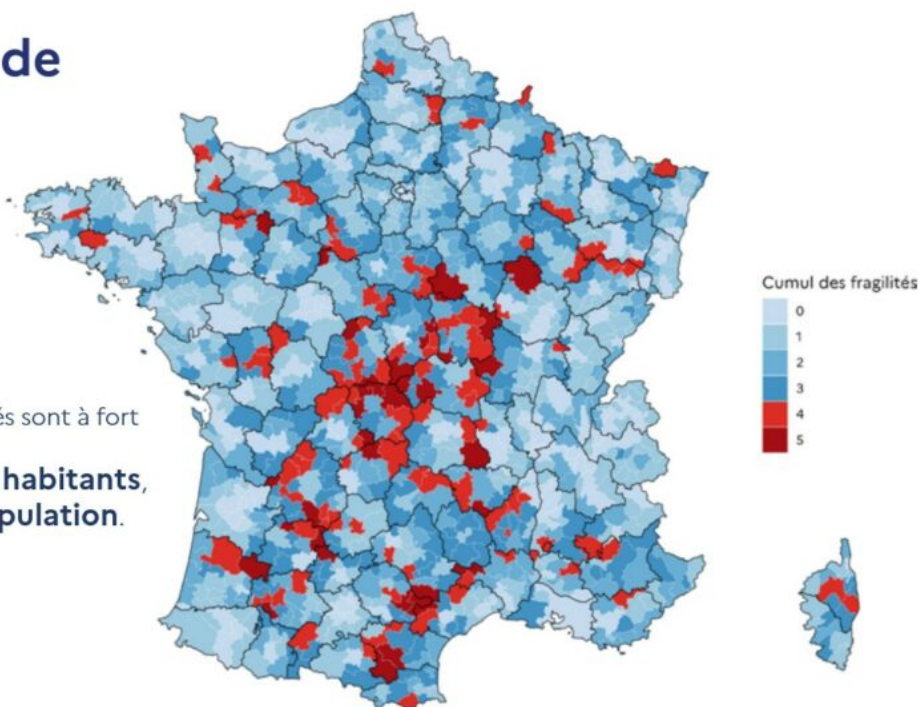 de
és sont à fort
habitants,
pulation.
Cumul des fragilités
0
1
2
3
4
5